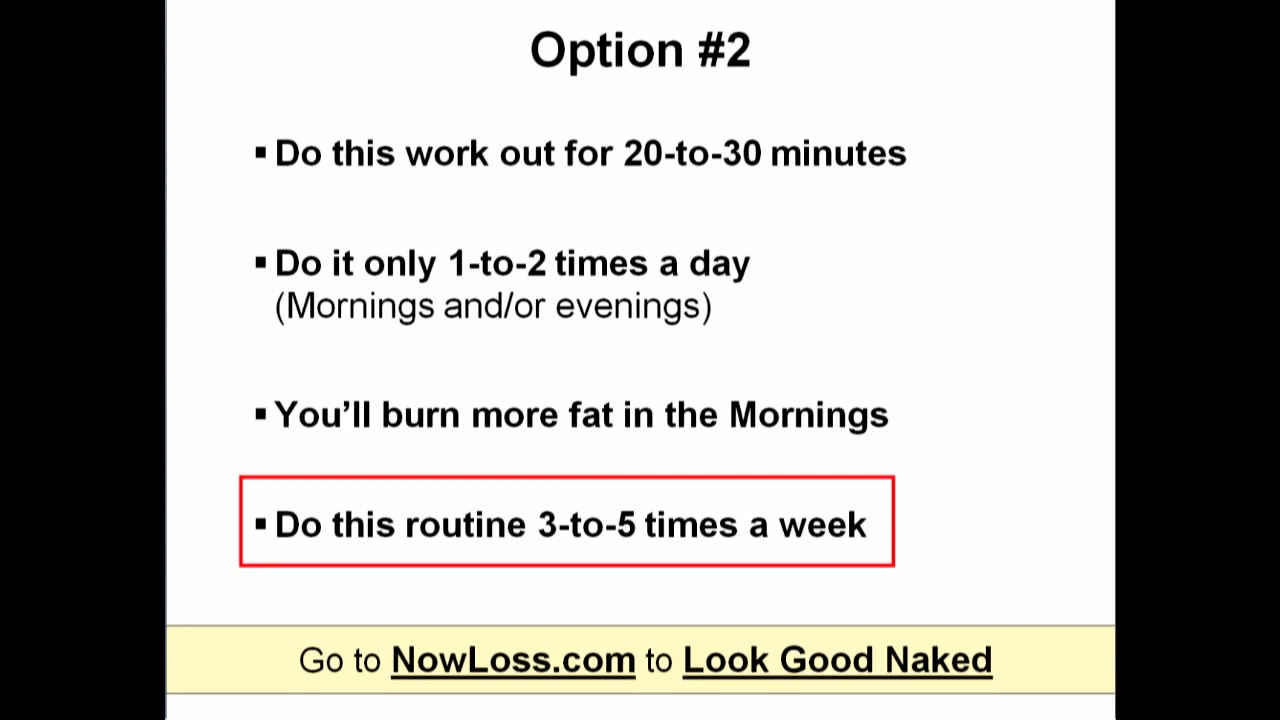 Option #2
▪ Do this work out for 20-to-30 minutes
▪ Do it only 1-to-2 times a day
(Mornings and/or evenings)
▪ You'll burn more fat in the Mornings
▪ Do this routine 3-to-5 times a week
Go to NowLoss.com to Look Good Naked